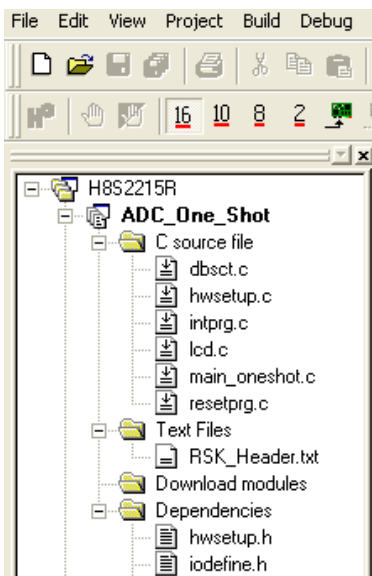 File Edit View Project Build Debug
16 10 8 2
H8S2215R
ADC_One_Shot
C source file
dbsct.c
hwsetup.c
intprg.c
lcd.c
main_oneshot.c
resetprg.c
Text Files
RSK_Header.txt
Download modules
Dependencies
hwsetup.h
iodefine.h